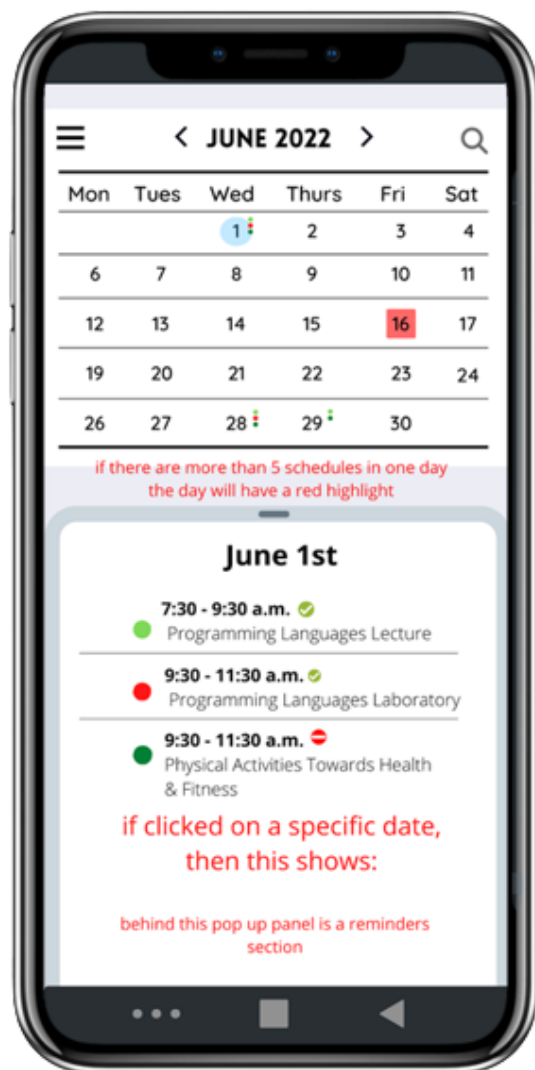 JUNE 2022
Mon Tues Wed Thurs Fri Sat
1 2 3 4
6 7 8 9 10 11
12 13 14 15 16 17
19 20 21 22 23 24
26 27 28 29 30
if there are more than 5 schedules in one day
the day will have a red highlight
June 1st
7:30 - 9:30 a.m.
Programming Languages Lecture
9:30 - 11:30 a.m.
Programming Languages Laboratory
9:30 - 11:30 a.m.
Physical Activities Towards Health
& Fitness
if clicked on a specific date,
then this shows:
behind this pop up panel is a reminders
section